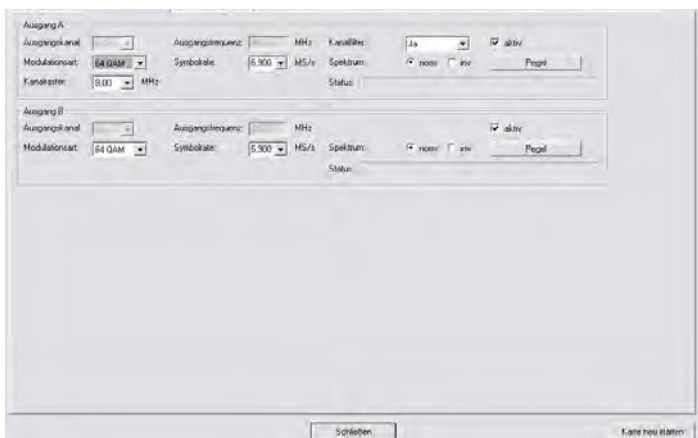 Ausgang A
Ausgangskanal Ausgangsfrequenz: MHz Kanalfilter: Ja aktiv
Modulationsart: 64 QAM Symbolrate: 6,900 MS/s Spektrum: norm inv Pegel
Kanalraster: 8,00 MHz Status:
Ausgang B
Ausgangskanal Ausgangsfrequenz: MHz aktiv
Modulationsart: 64 QAM Symbolrate: 6,900 MS/s Spektrum: norm inv Pegel
Status:
Schließen Karte neu starten